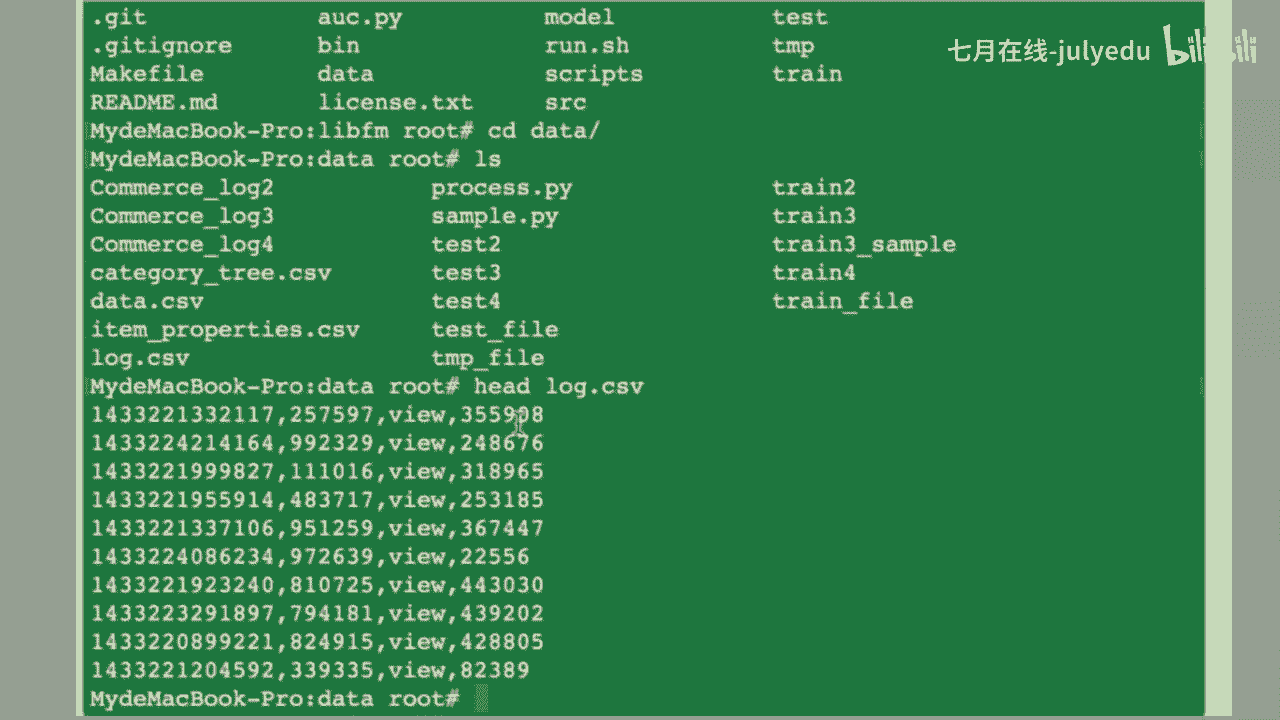 .git auc.py model test
.gitignore bin run.sh tmp
Makefile data scripts train
README.md license.txt src
MydeMacBook-Pro:libfm root# cd data/
MydeMacBook-Pro:data root# ls
Commerce_log2 process.py train2
Commerce_log3 sample.py train3
Commerce_log4 test2 train3_sample
category_tree.csv test3 train4
data.csv test4 train_file
item_properties.csv test_file
log.csv tmp_file
MydeMacBook-Pro:data root# head log.csv
1433221332117,257597,view,355908
1433224214164,992329,view,248676
1433221999827,111016,view,318965
1433221955914,483717,view,253185
1433221337106,951259,view,367447
1433224086234,972639,view,22556
1433221923240,810725,view,443030
1433223291897,794181,view,439202
1433220899221,824915,view,428805
1433221204592,339335,view,82389
MydeMacBook-Pro:data root#
七月在线-julyedu bilibili